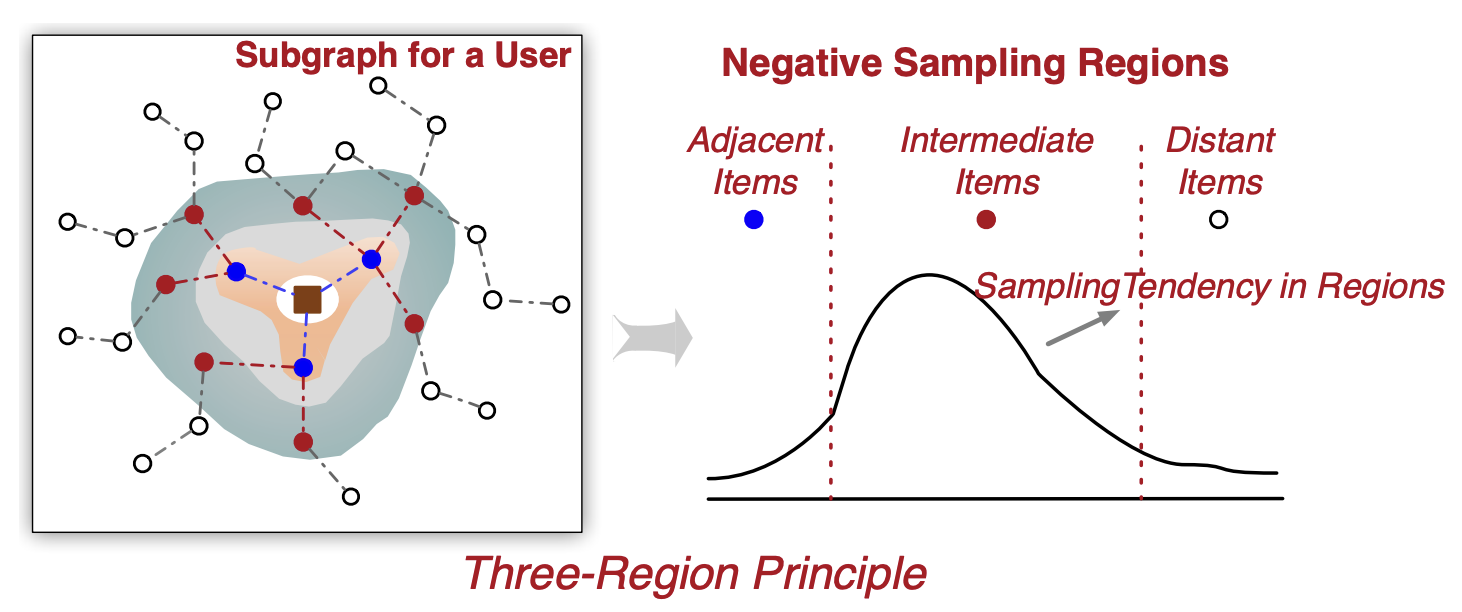 Subgraph for a User
Negative Sampling Regions
Adjacent
Items
Intermediate
Items
Distant
Items
SamplingTendency in Regions
Three-Region Principle